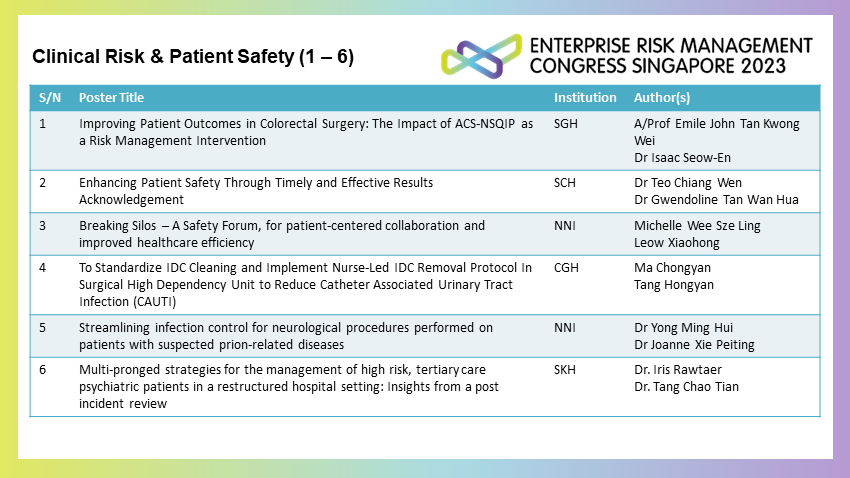 Clinical Risk & Patient Safety (1 – 6)
ENTERPRISE RISK MANAGEMENT
CONGRESS SINGAPORE 2023
S/N Poster Title Institution Author(s)
1 Improving Patient Outcomes in Colorectal Surgery: The Impact of ACS-NSQIP as SGH A/Prof Emile John Tan Kwong
a Risk Management Intervention Wei
Dr Isaac Seow-En
2 Enhancing Patient Safety Through Timely and Effective Results SCH Dr Teo Chiang Wen
Acknowledgement Dr Gwendoline Tan Wan Hua
3 Breaking Silos – A Safety Forum, for patient-centered collaboration and NNI Michelle Wee Sze Ling
improved healthcare efficiency Leow Xiaohong
4 To Standardize IDC Cleaning and Implement Nurse-Led IDC Removal Protocol In CGH Ma Chongyan
Surgical High Dependency Unit to Reduce Catheter Associated Urinary Tract Tang Hongyan
Infection (CAUTI)
5 Streamlining infection control for neurological procedures performed on NNI Dr Yong Ming Hui
patients with suspected prion-related diseases Dr Joanne Xie Peiting
6 Multi-pronged strategies for the management of high risk, tertiary care SKH Dr. Iris Rawtaer
psychiatric patients in a restructured hospital setting: Insights from a post Dr. Tang Chao Tian
incident review